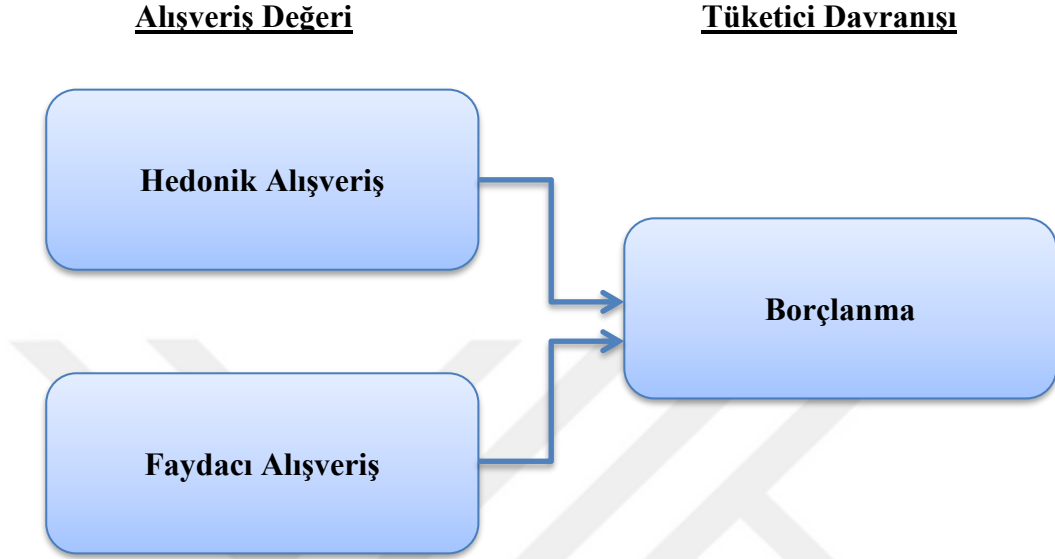 Alışveriş Değeri
Tüketici Davranışı
Hedonik Alışveriş
Borçlanma
Faydacı Alışveriş